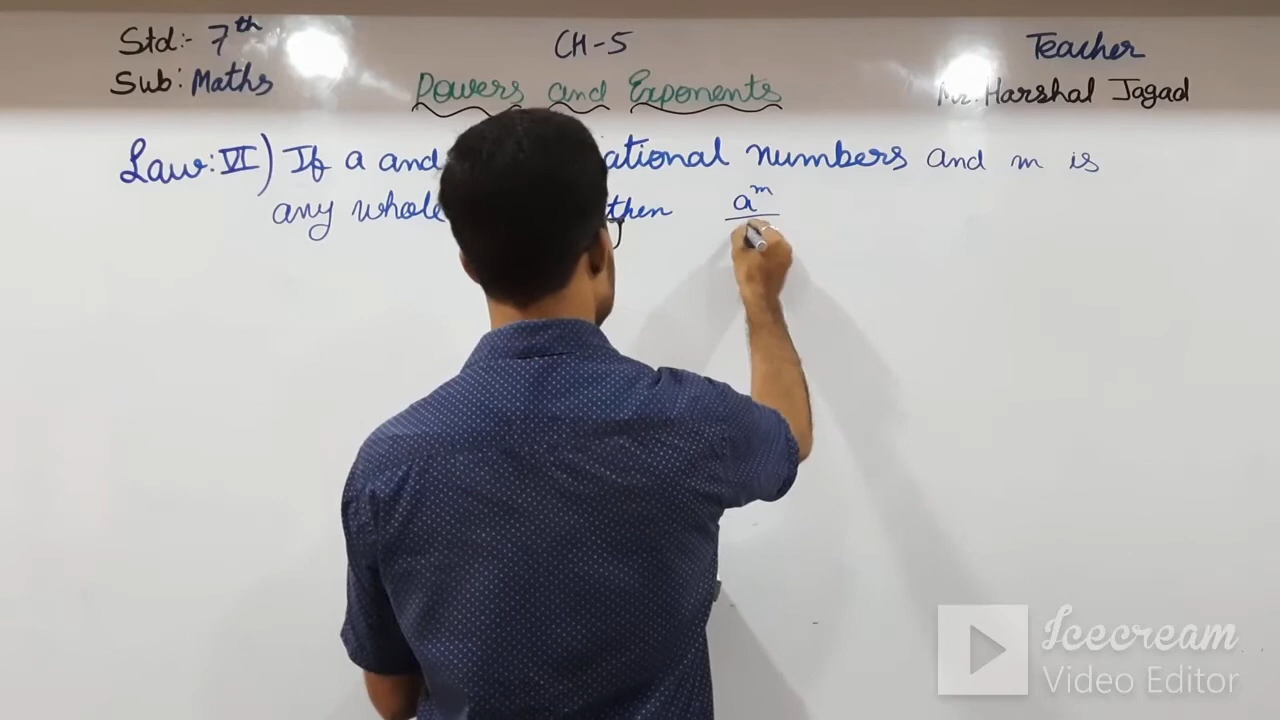 Std:- 7th
CH-5
Teacher
Sub: Maths
Powers and Exponents
Mr. Harshal Jagad
Law: VI) If a and rational numbers and m is
any whole then a^m
Icecream
Video Editor